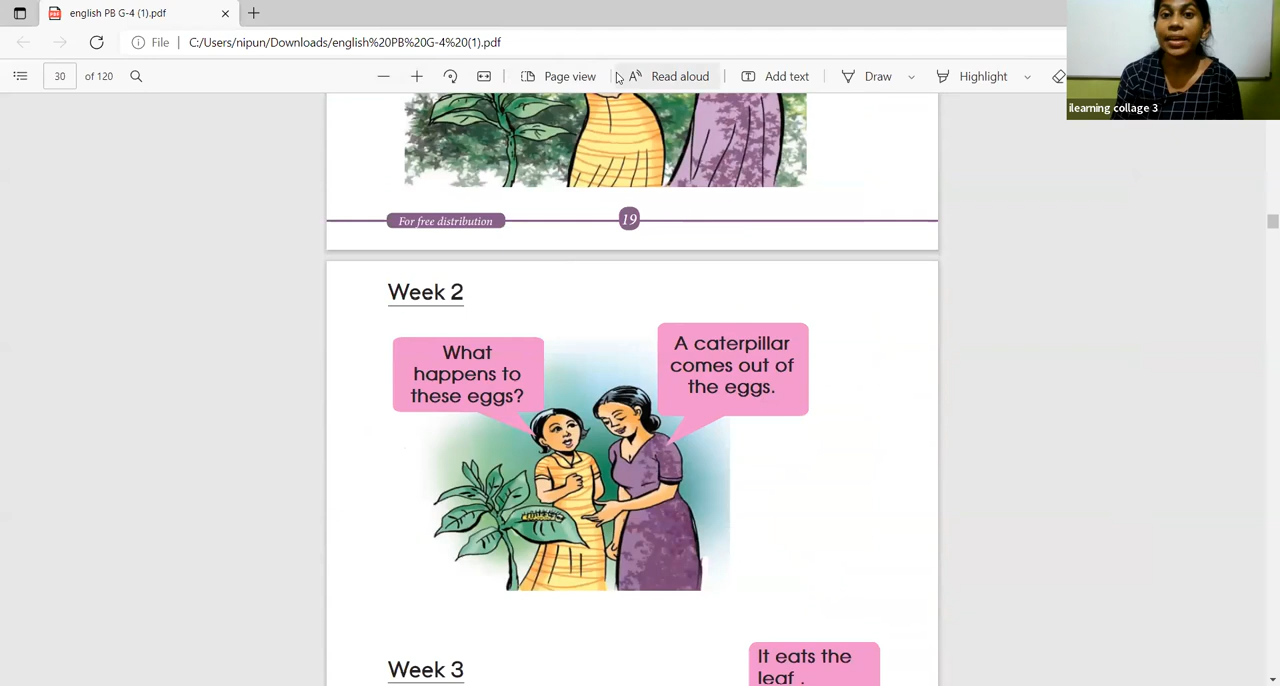 english PB G-4 (1).pdf
File
C:/Users/nipun/Downloads/english%20PB%20G-4%20(1).pdf
30 of 120
Page view
Read aloud
Add text
Draw
Highlight
ilearning collage 3
For free distribution
19
Week 2
What
happens to
these eggs?
A caterpillar
comes out of
the eggs.
Week 3
It eats the
leaf .